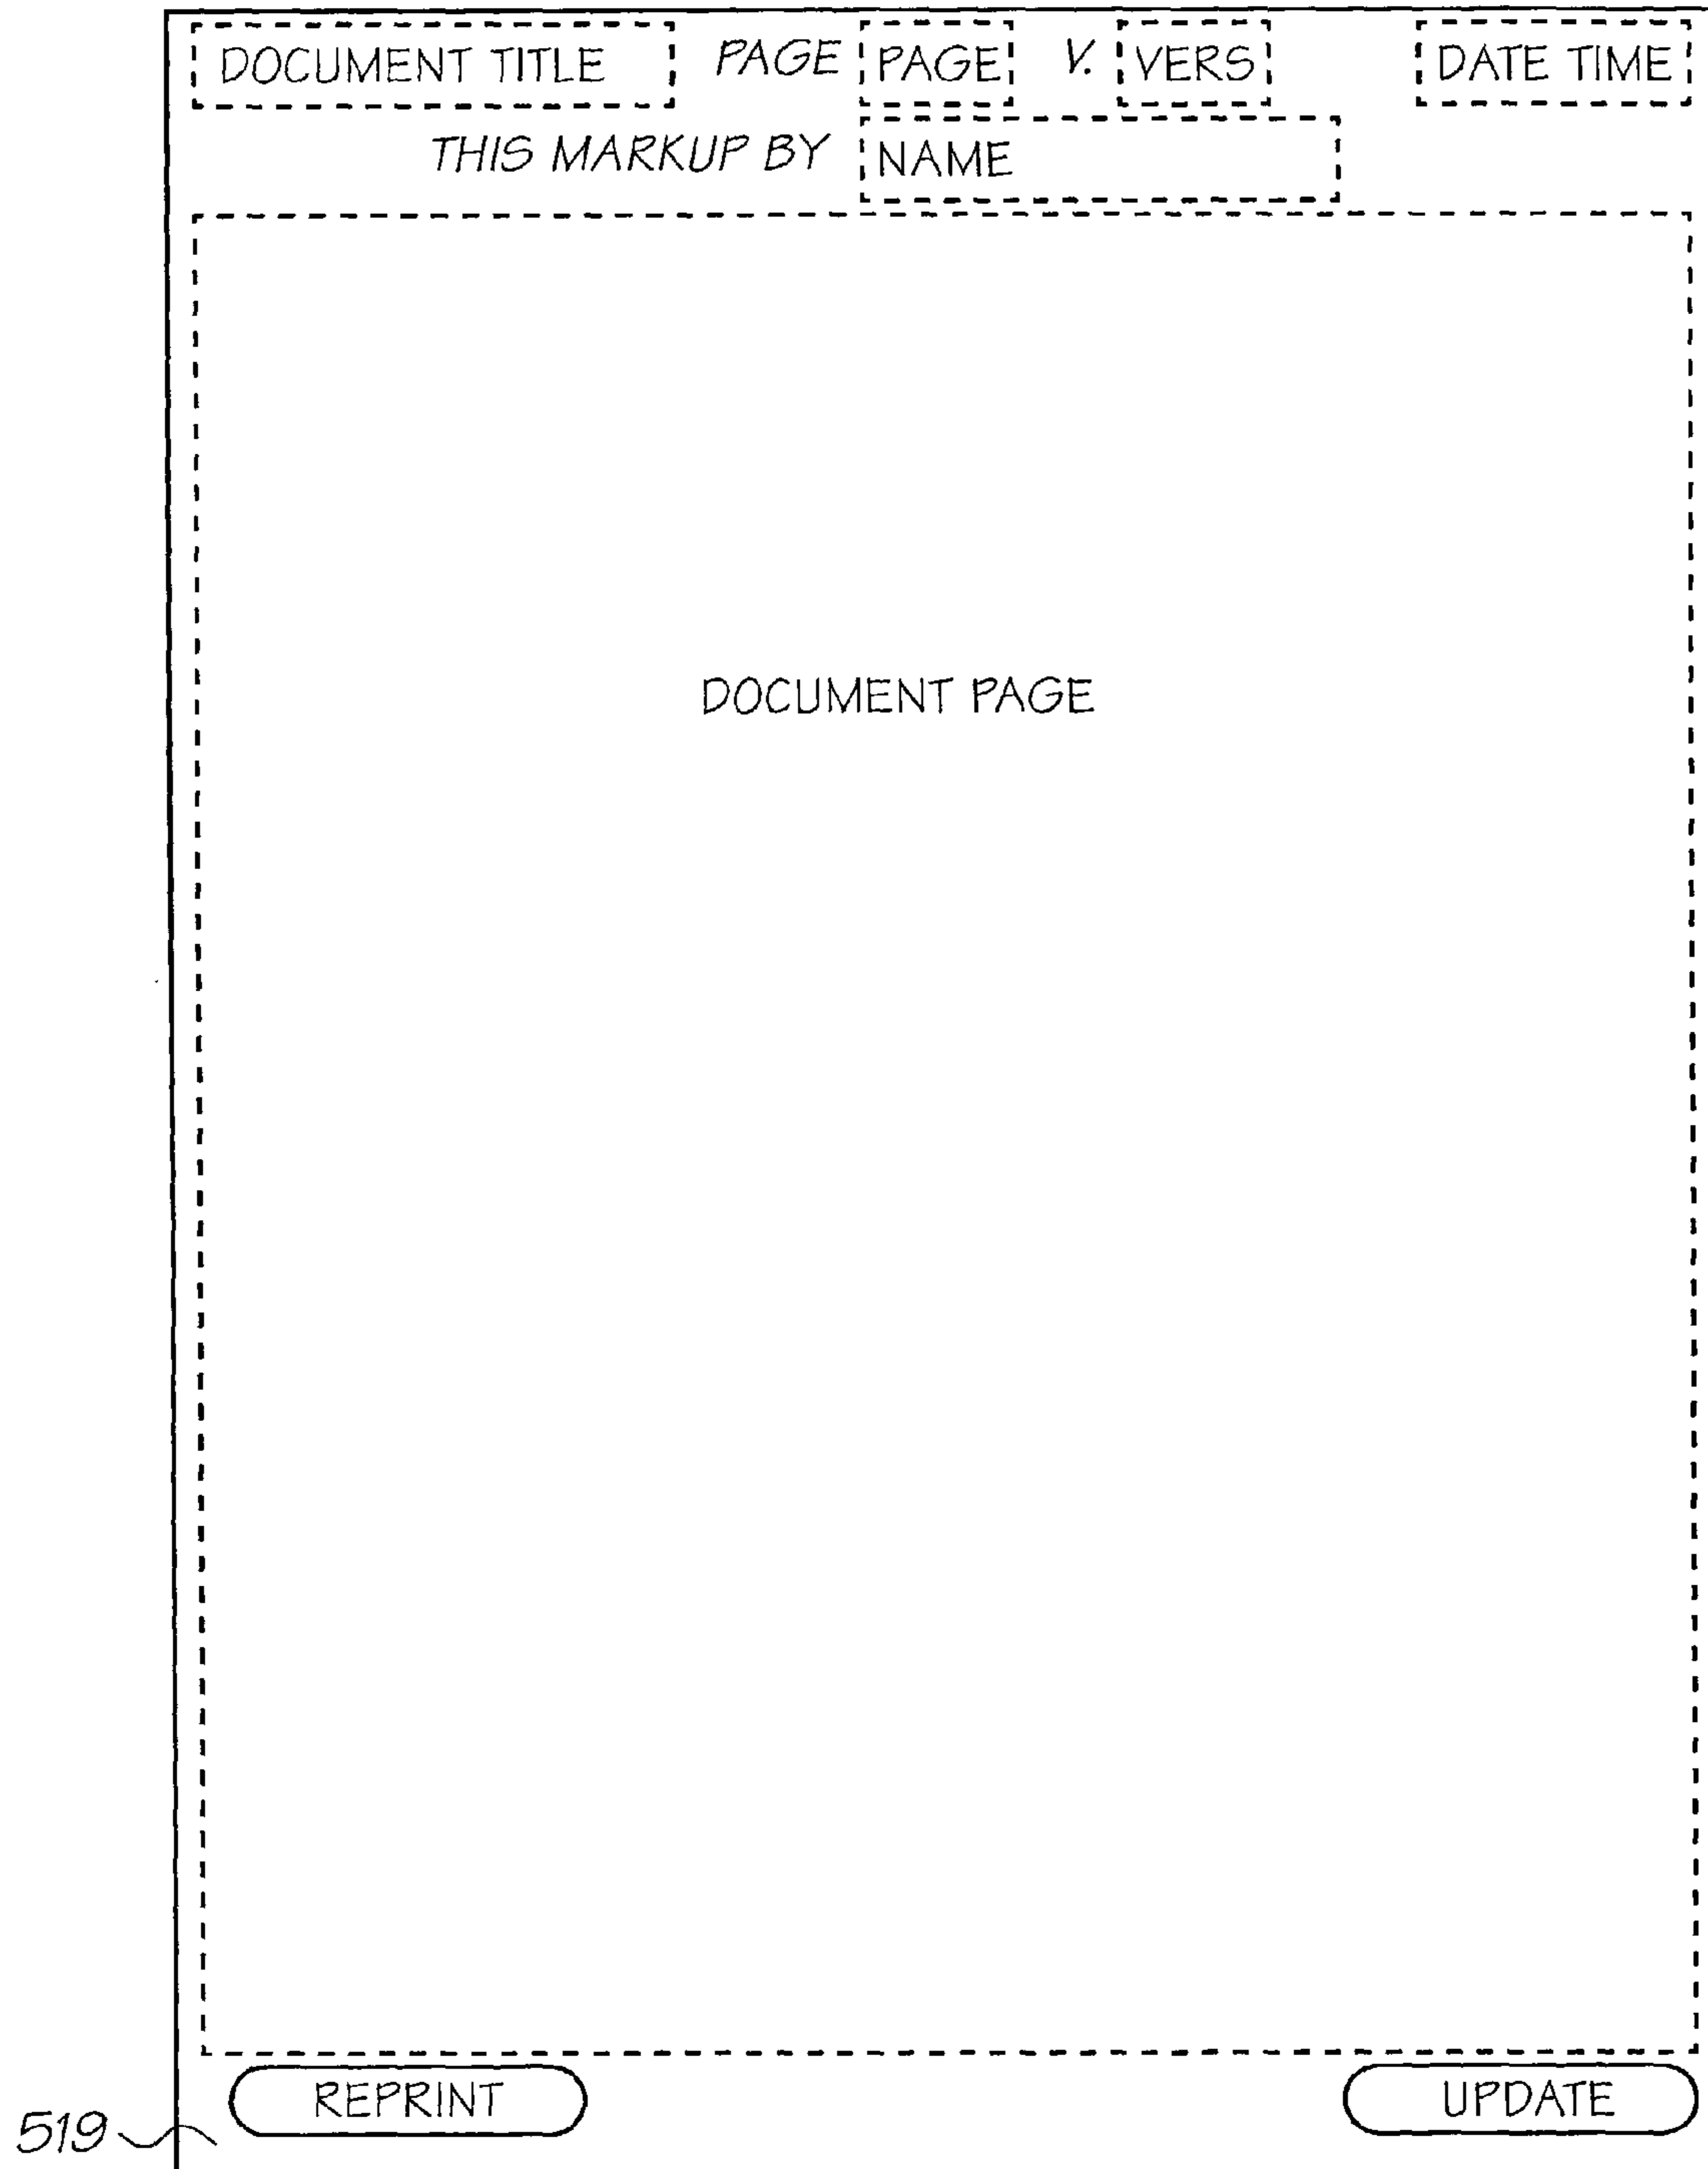 DOCUMENT TITLE PAGE PAGE V. VERS DATE TIME
THIS MARKUP BY NAME
DOCUMENT PAGE
REPRINT UPDATE
519